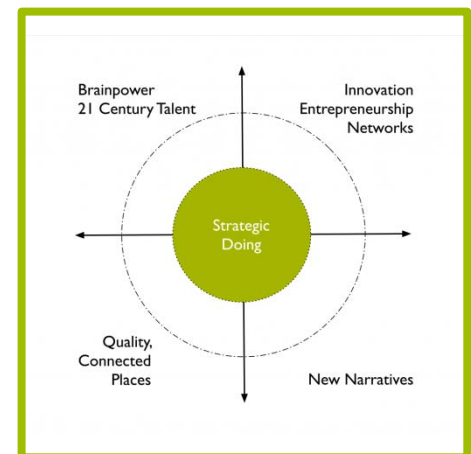 Brainpower
21 Century Talent
Innovation
Entrepreneurship
Networks
Strategic
Doing
Quality,
Connected
Places
New Narratives